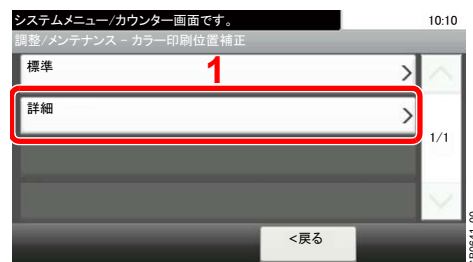 システムメニュー/カウンター画面です。
10:10
調整/メンテナンス - カラー印刷位置補正
標準
1
詳細
1/1
<戻る